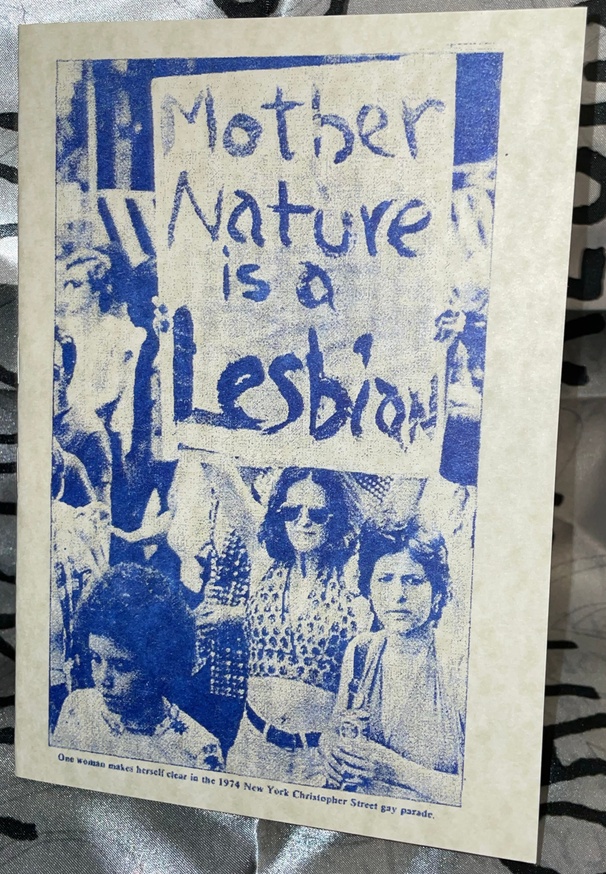 Mother
Nature
is a
Lesbian
One woman makes herself clear in the 1974 New York Christopher Street gay parade.